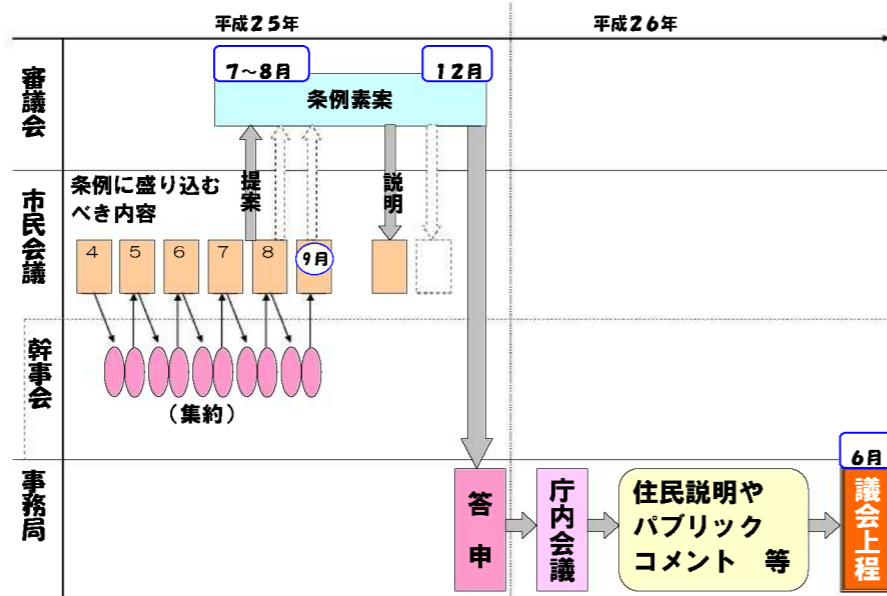 平成25年
平成26年
審議会
7~8月
12月
条例素案
提案
説明
市民会議
条例に盛り込む
べき内容
4
5
6
7
8
9月
幹事会
(集約)
事務局
答申
庁内会議
住民説明や
パブリック
コメント 等
6月
議会上程